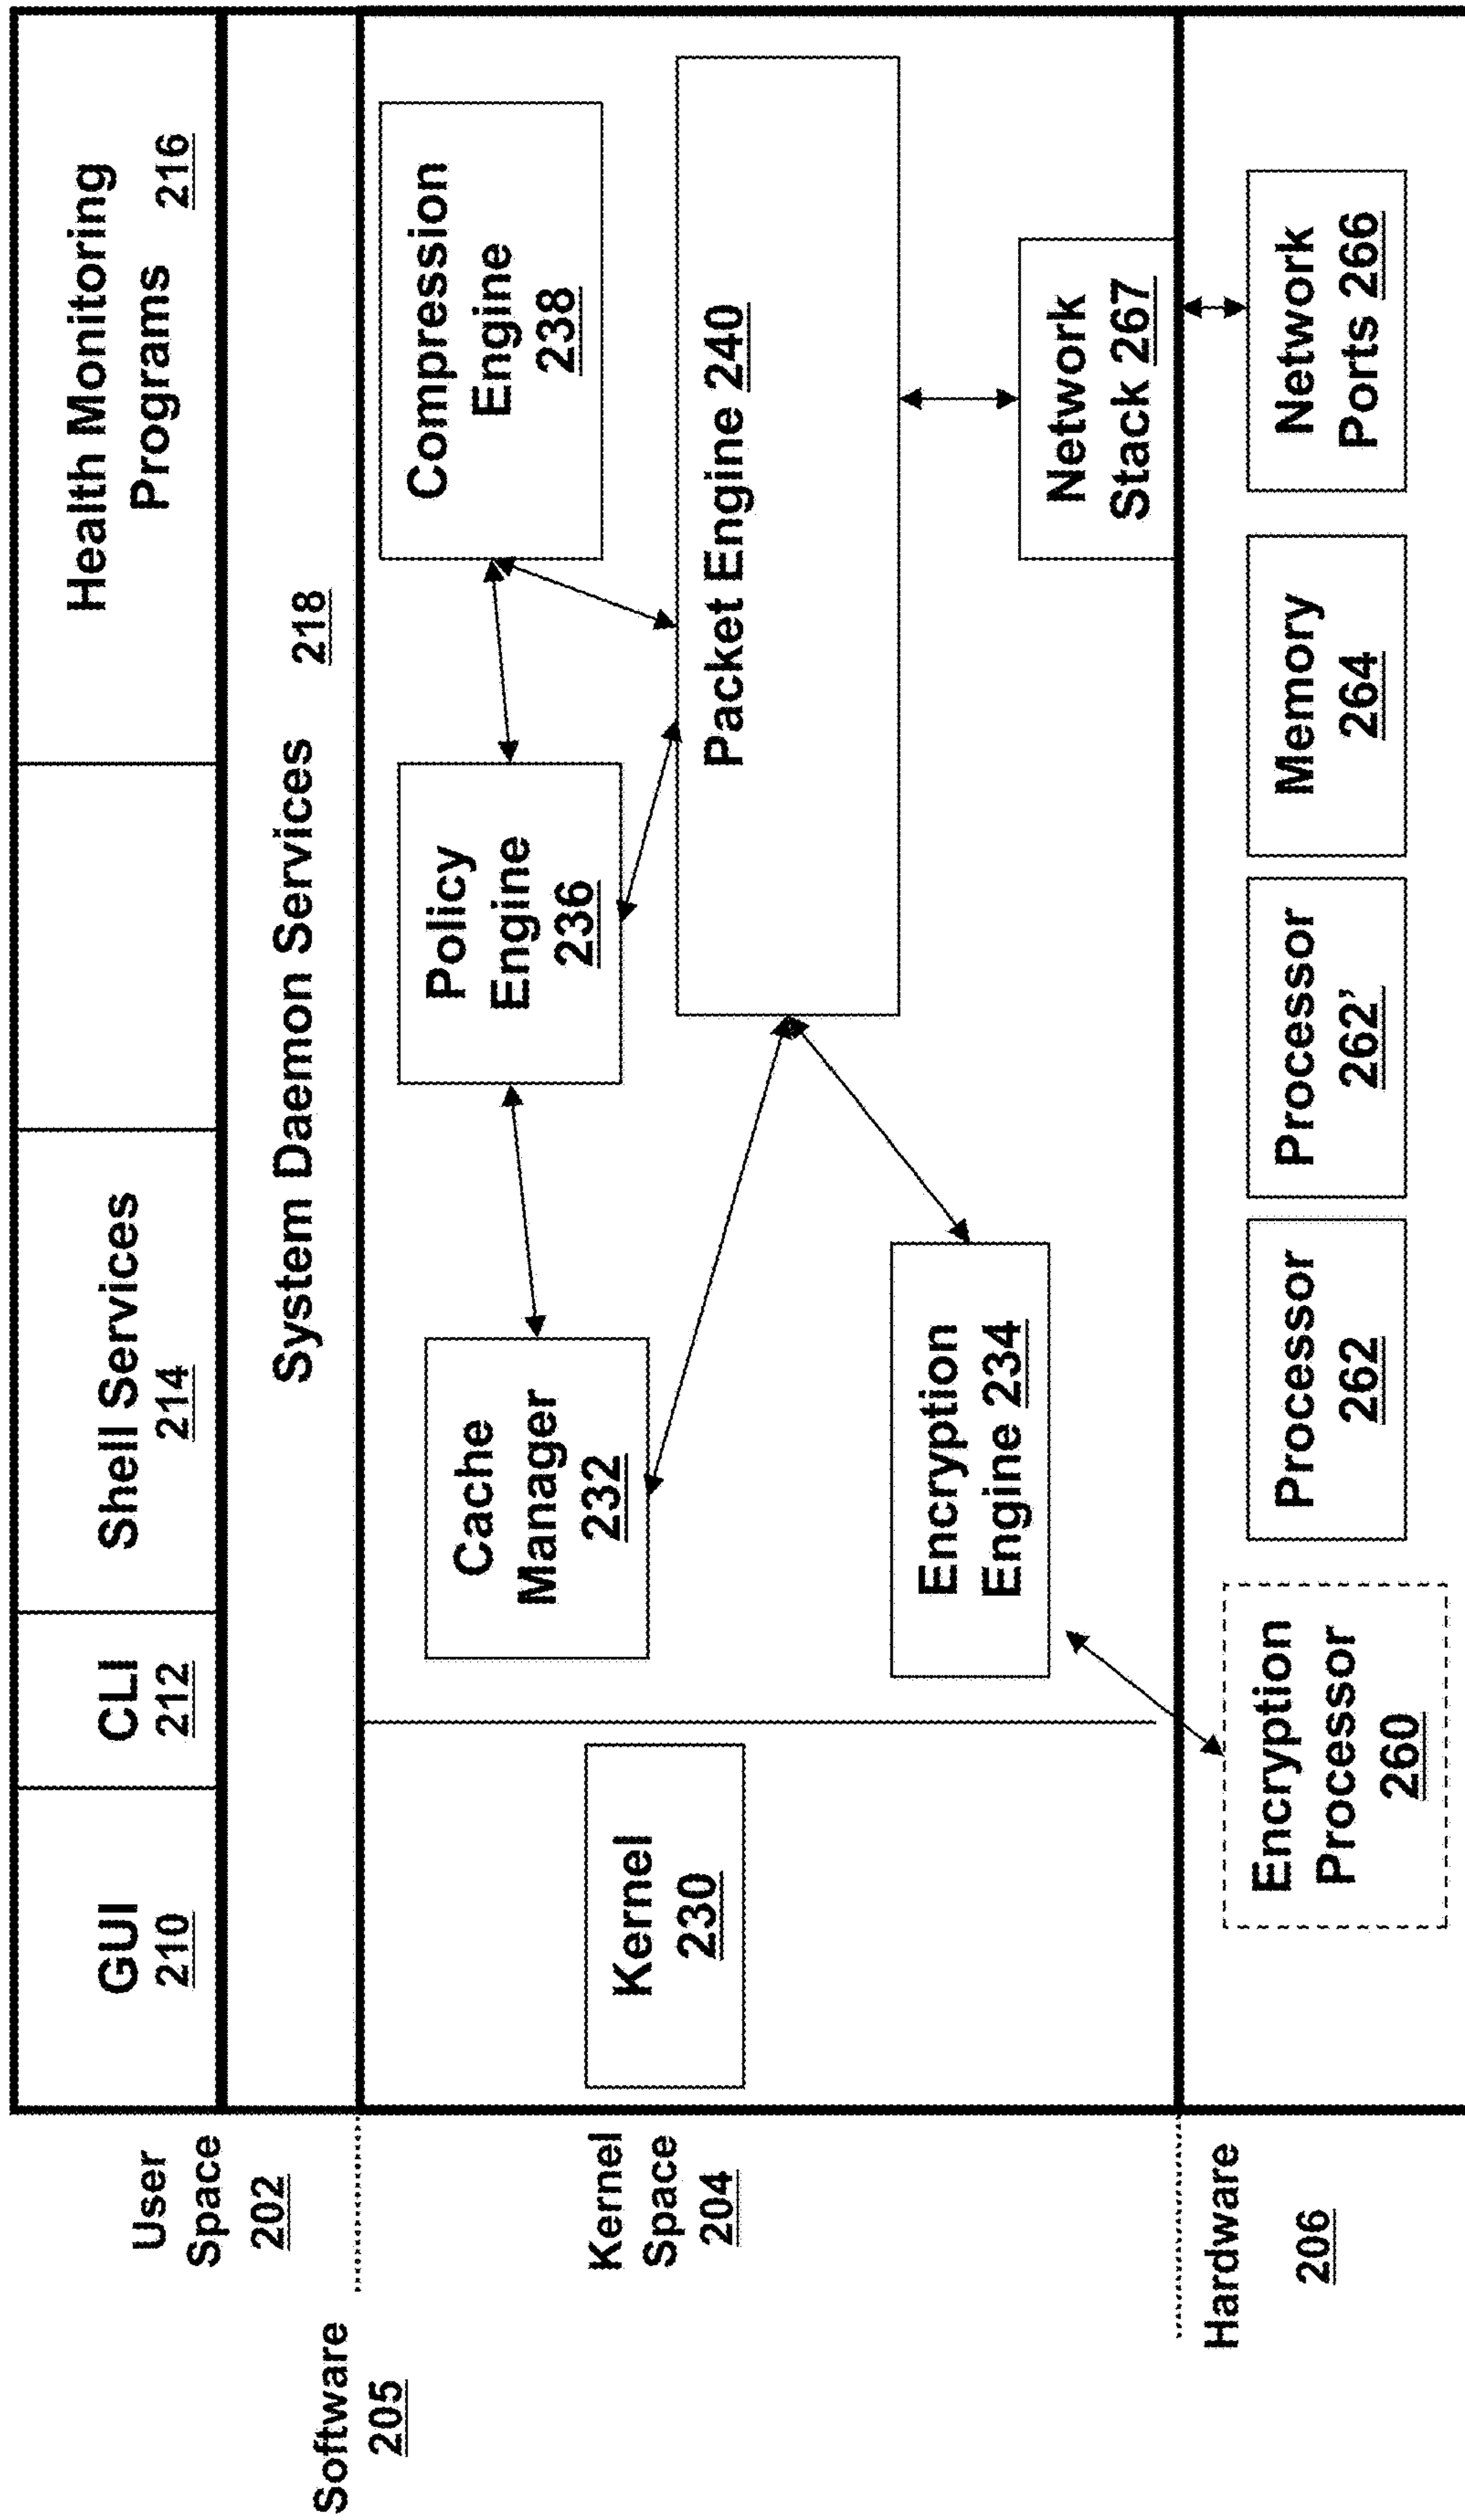 User
Space
202
Software
205
Kernel
Space
204
Hardware
206
GUI
210
CLI
212
Shell Services
214
Health Monitoring
Programs 216
System Daemon Services 218
Kernel
230
Cache
Manager
232
Policy
Engine
236
Compression
Engine
238
Packet Engine 240
Encryption
Engine 234
Network
Stack 267
Encryption
Processor
260
Processor
262
Processor
262’
Memory
264
Network
Ports 266